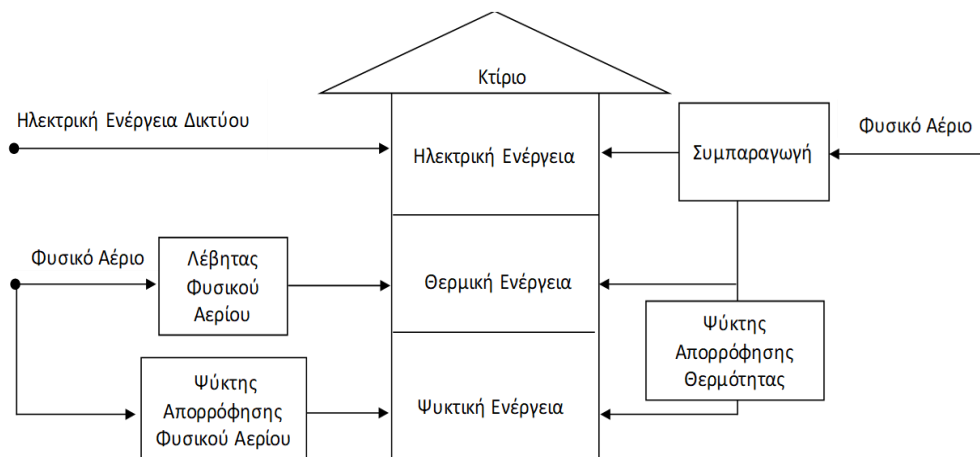 Κτίριο
Ηλεκτρική Ενέργεια Δικτύου
Ηλεκτρική Ενέργεια
Συμπαραγωγή
Φυσικό Αέριο
Φυσικό Αέριο
Λέβητας
Φυσικού
Αερίου
Θερμική Ενέργεια
Ψύκτης
Απορρόφησης
Θερμότητας
Ψύκτης
Απορρόφησης
Φυσικού Αερίου
Ψυκτική Ενέργεια